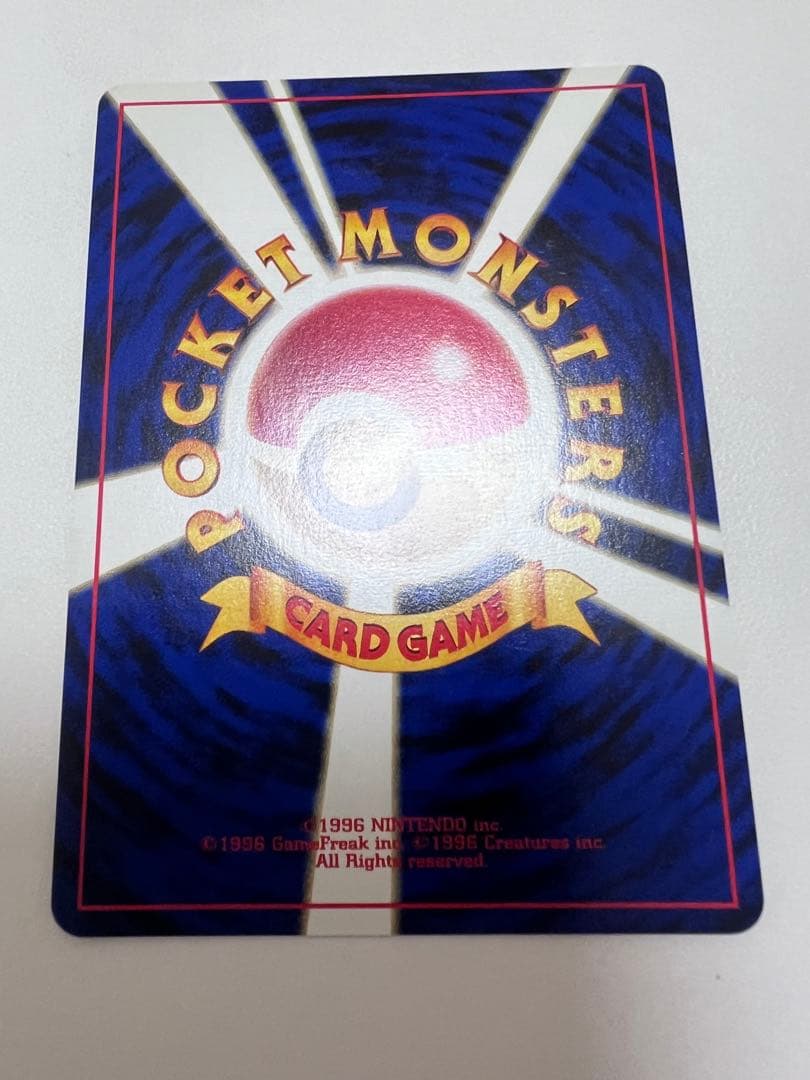 POCKET MONSTERS
CARD GAME
©1996 NINTENDO inc.
©1996 GameFreak inc. ©1996 Creatures inc.
All Rights reserved.